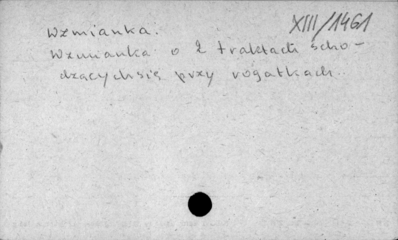 Wzmianka.
XIII/1461
Wzmianka o 2 traktach scho-
dzących się przy rogatkach.